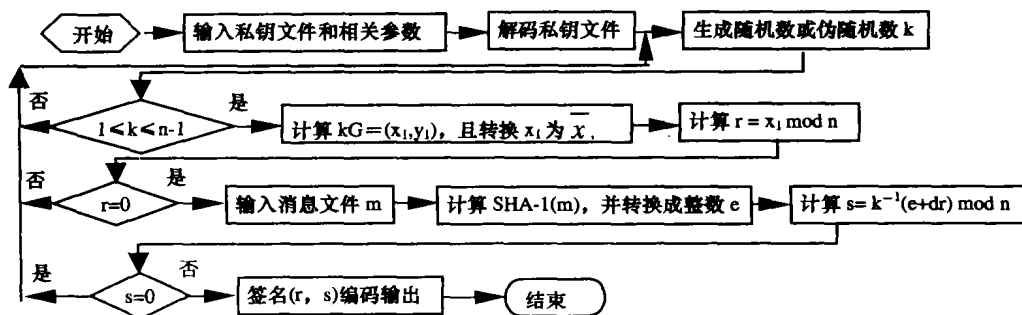 开始
输入私钥文件和相关参数
解码私钥文件
生成随机数或伪随机数 k
否
1≤k≤n-1
是
计算 kG=(x₁,y₁)，且转换 x₁ 为 x̅₁
计算 r = x₁ mod n
否
r=0
是
输入消息文件 m
计算 SHA-1(m)，并转换成整数 e
计算 s= k⁻¹(e+dr) mod n
是
s=0
否
签名(r，s)编码输出
结束